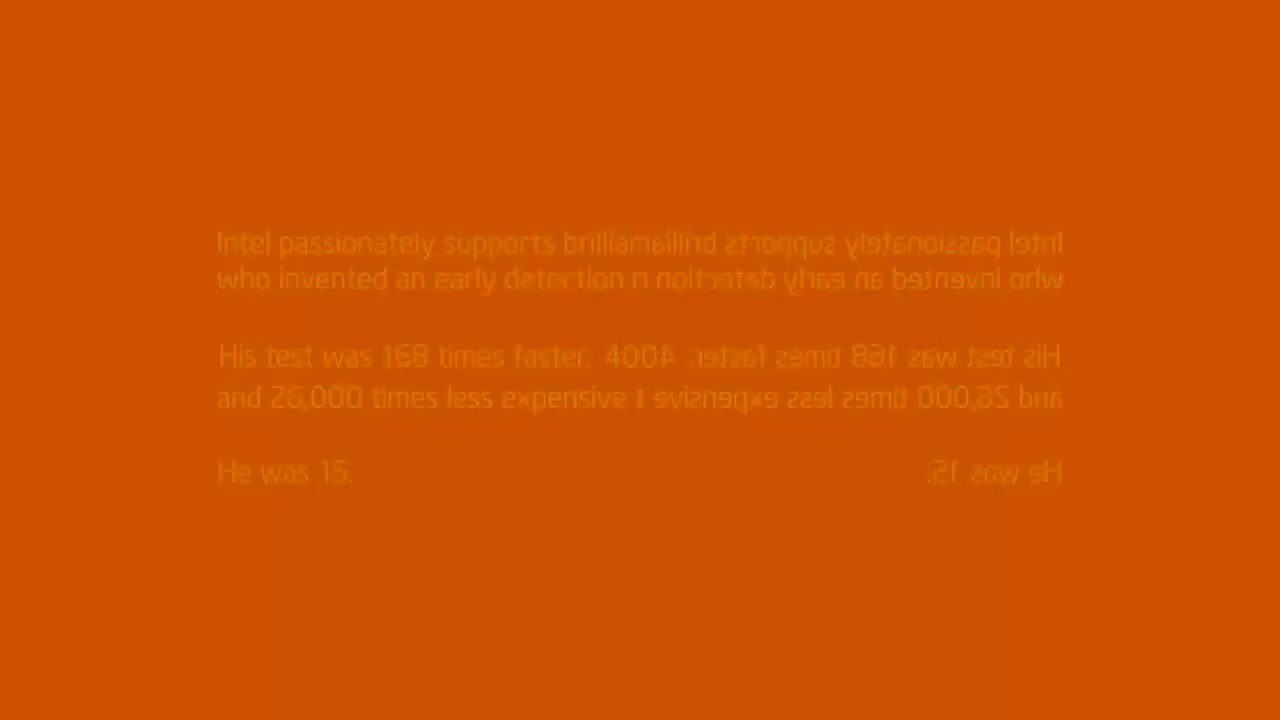 Intel passionately supports
who invented an early detection
His test was 168 times faster, 400
and 26,000 times less expensive
He was 15.